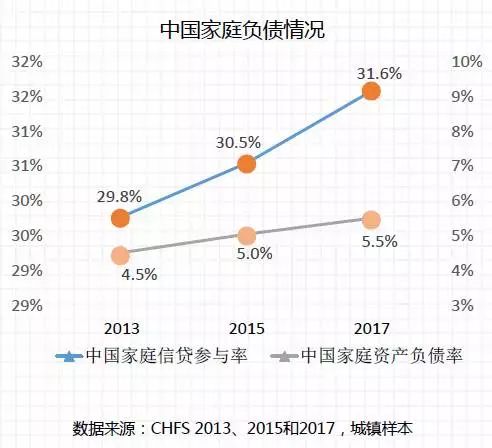 中国家庭负债情况
32% 10%
32% 31.6% 9%
31% 30.5% 8%
31% 7%
30% 29.8% 6%
30% 4.5% 5.0% 5.5% 5%
29% 4%
29% 3%
2013 2015 2017
中国家庭信贷参与率 中国家庭资产负债率
数据来源：CHFS 2013、2015和2017，城镇样本